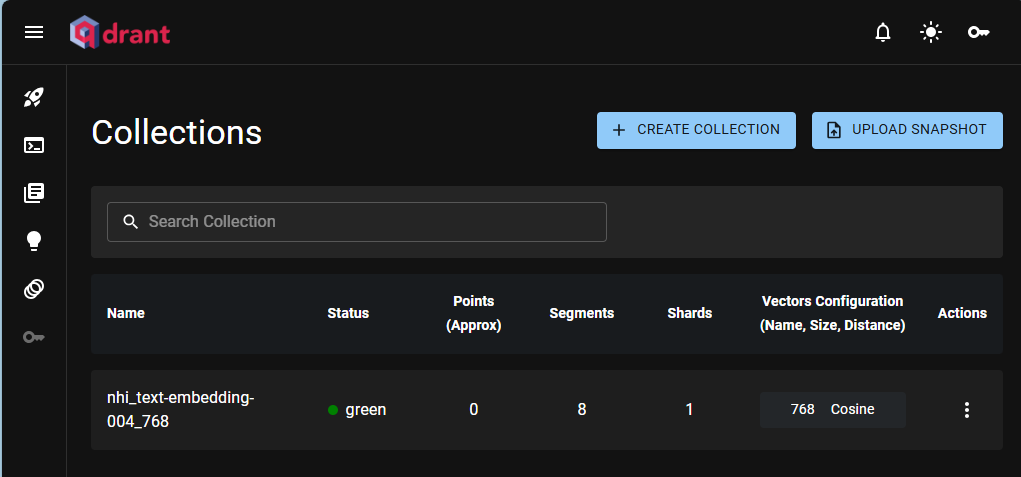 qdrant
Collections
CREATE COLLECTION
UPLOAD SNAPSHOT
Search Collection
Name
Status
Points
(Approx)
Segments
Shards
Vectors Configuration
(Name, Size, Distance)
Actions
nhi_text-embedding-
004_768
green
0
8
1
768 Cosine